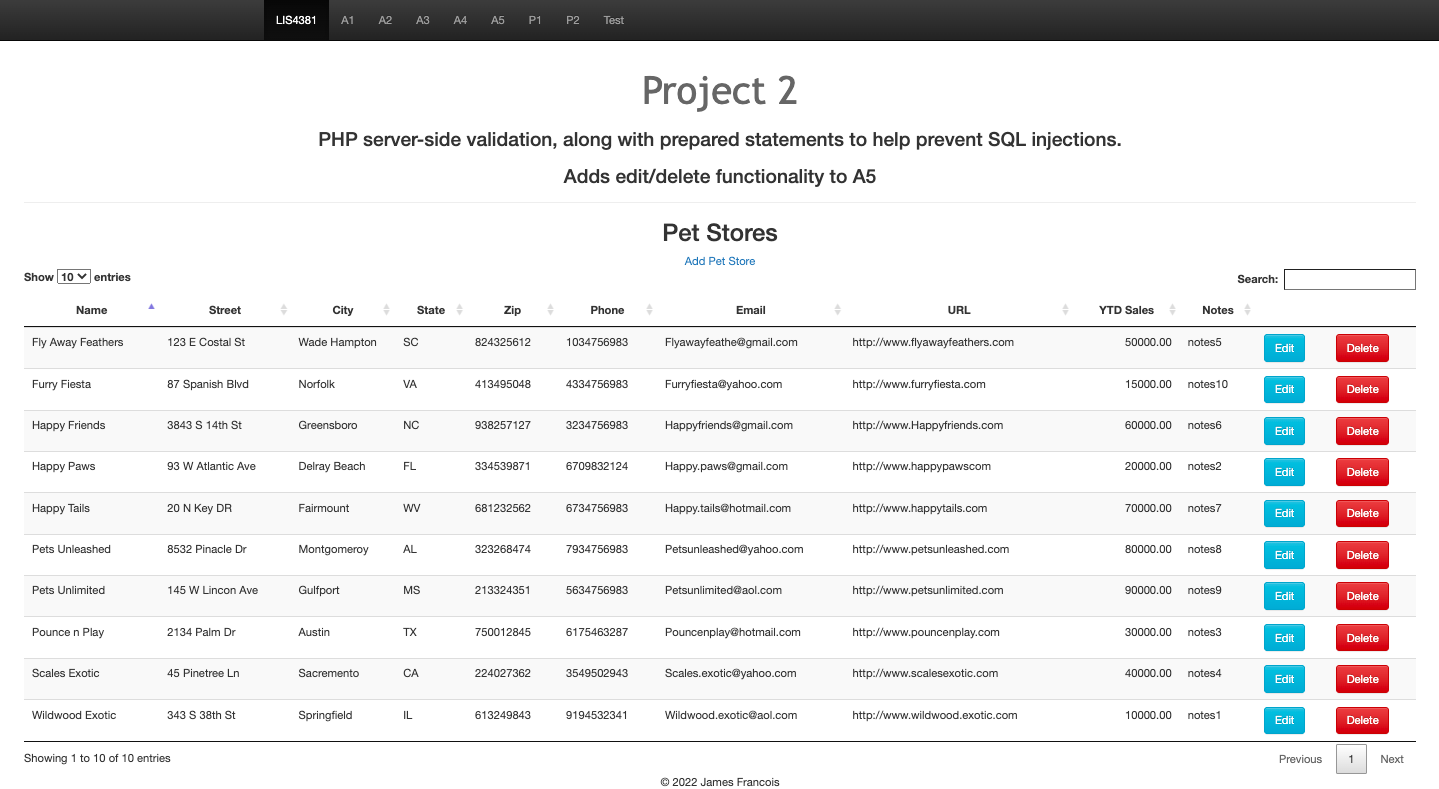 LIS4381 A1 A2 A3 A4 A5 P1 P2 Test
Project 2
PHP server-side validation, along with prepared statements to help prevent SQL injections.
Adds edit/delete functionality to A5
Pet Stores
Add Pet Store
Show 10 entries Search:
Name Street City State Zip Phone Email URL YTD Sales Notes
Fly Away Feathers 123 E Costal St Wade Hampton SC 824325612 1034756983 Flyawayfeathe@gmail.com http://www.flyawayfeathers.com 50000.00 notes5 Edit Delete
Furry Fiesta 87 Spanish Blvd Norfolk VA 413495048 4334756983 Furryfiesta@yahoo.com http://www.furryfiesta.com 15000.00 notes10 Edit Delete
Happy Friends 3843 S 14th St Greensboro NC 938257127 3234756983 Happyfriends@gmail.com http://www.Happyfriends.com 60000.00 notes6 Edit Delete
Happy Paws 93 W Atlantic Ave Delray Beach FL 334539871 6709832124 Happy.paws@gmail.com http://www.happypawscom 20000.00 notes2 Edit Delete
Happy Tails 20 N Key DR Fairmount WV 681232562 6734756983 Happy.tails@hotmail.com http://www.happytails.com 70000.00 notes7 Edit Delete
Pets Unleashed 8532 Pinacle Dr Montgomeroy AL 323268474 7934756983 Petsunleashed@yahoo.com http://www.petsunleashed.com 80000.00 notes8 Edit Delete
Pets Unlimited 145 W Lincon Ave Gulfport MS 213324351 5634756983 Petsunlimited@aol.com http://www.petsunlimited.com 90000.00 notes9 Edit Delete
Pounce n Play 2134 Palm Dr Austin TX 750012845 6175463287 Pouncenplay@hotmail.com http://www.pouncenplay.com 30000.00 notes3 Edit Delete
Scales Exotic 45 Pinetree Ln Sacremento CA 224027362 3549502943 Scales.exotic@yahoo.com http://www.scalesexotic.com 40000.00 notes4 Edit Delete
Wildwood Exotic 343 S 38th St Springfield IL 613249843 9194532341 Wildwood.exotic@aol.com http://www.wildwood.exotic.com 10000.00 notes1 Edit Delete
Showing 1 to 10 of 10 entries Previous 1 Next
© 2022 James Francois